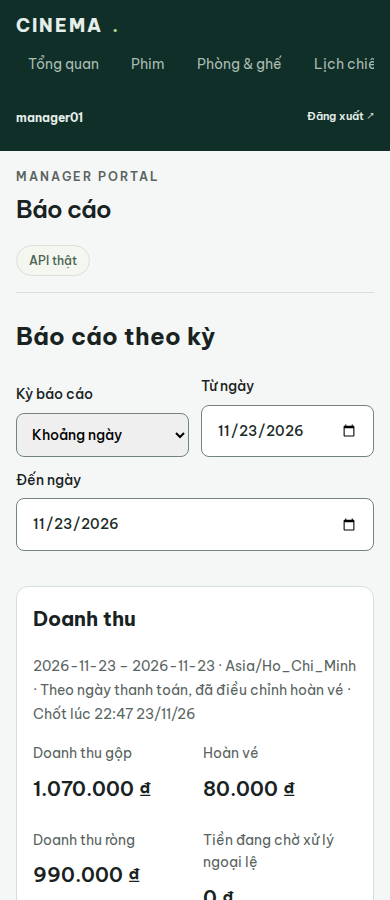 CINEMA .
Tổng quan Phim Phòng & ghế Lịch chiế
manager01 Đăng xuất ↗
MANAGER PORTAL
Báo cáo
API thật
Báo cáo theo kỳ
Kỳ báo cáo Từ ngày
Khoảng ngày 11/23/2026
Đến ngày
11/23/2026
Doanh thu
2026-11-23 – 2026-11-23 · Asia/Ho_Chi_Minh
· Theo ngày thanh toán, đã điều chỉnh hoàn vé ·
Chốt lúc 22:47 23/11/26
Doanh thu gộp Hoàn vé
1.070.000 ₫ 80.000 ₫
Doanh thu ròng Tiền đang chờ xử lý
ngoại lệ
990.000 ₫
0 ₫